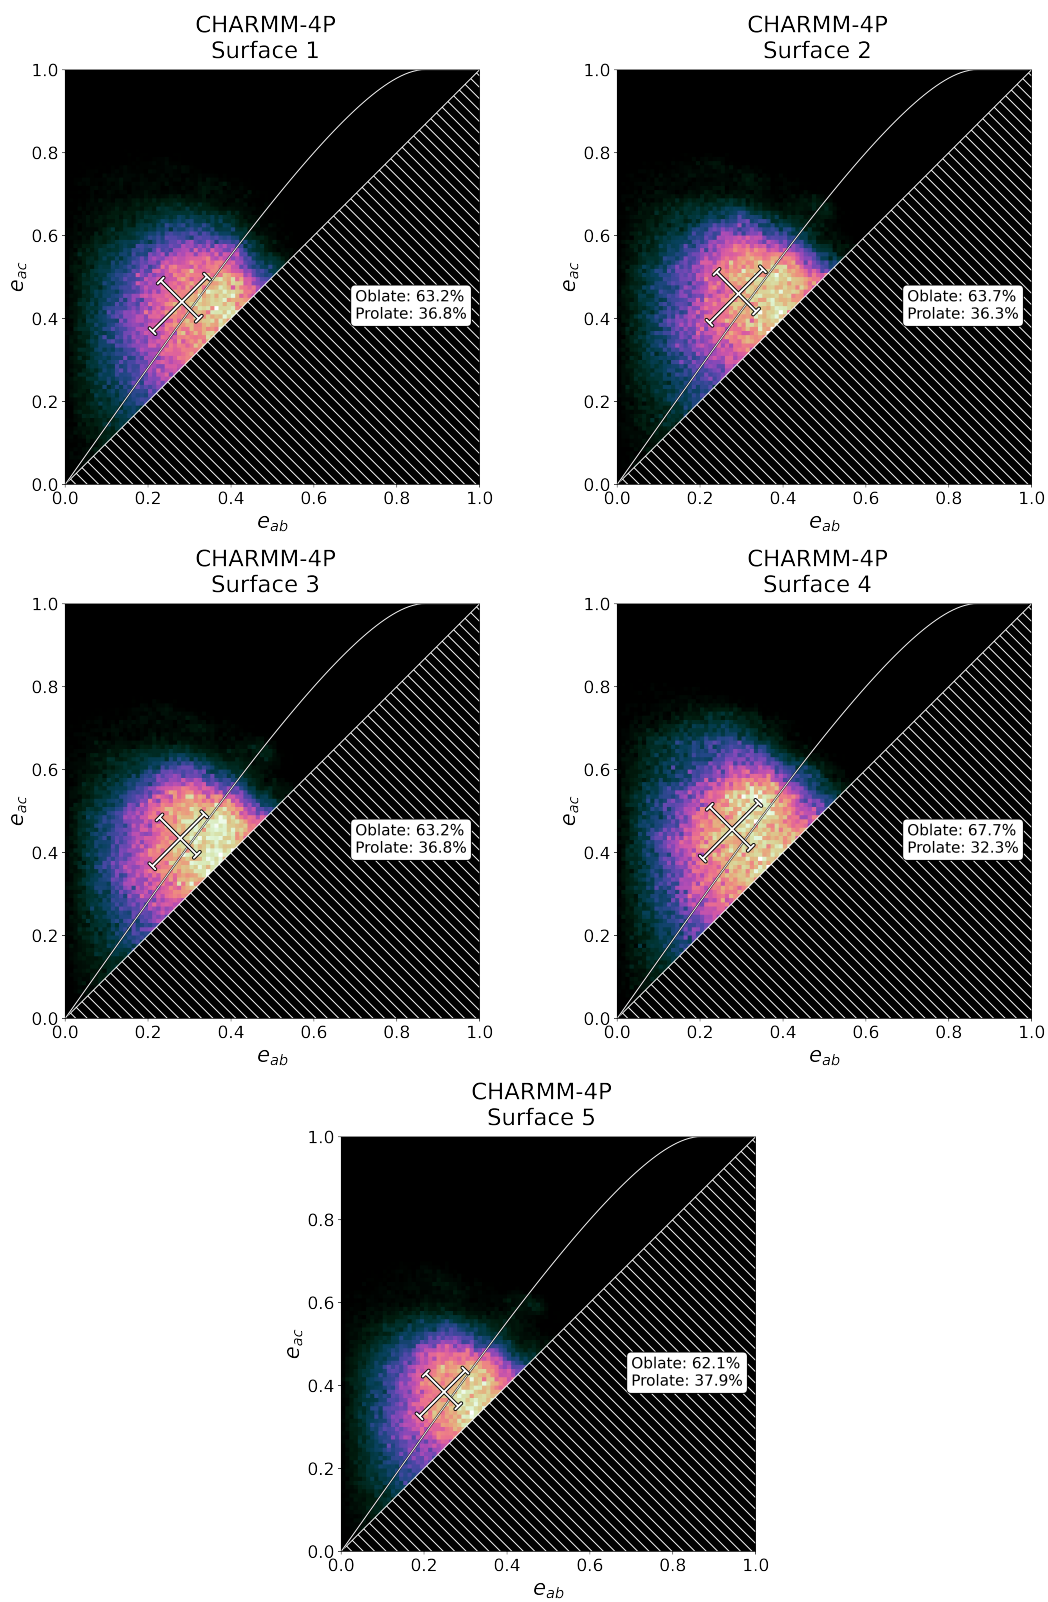 CHARMM-4P
Surface 1
1.0
0.8
0.6
0.4
0.2
0.0
e_ac
Oblate: 63.2%
Prolate: 36.8%
0.0 0.2 0.4 0.6 0.8 1.0
e_ab
CHARMM-4P
Surface 2
1.0
0.8
0.6
0.4
0.2
0.0
e_ac
Oblate: 63.7%
Prolate: 36.3%
0.0 0.2 0.4 0.6 0.8 1.0
e_ab
CHARMM-4P
Surface 3
1.0
0.8
0.6
0.4
0.2
0.0
e_ac
Oblate: 63.2%
Prolate: 36.8%
0.0 0.2 0.4 0.6 0.8 1.0
e_ab
CHARMM-4P
Surface 4
1.0
0.8
0.6
0.4
0.2
0.0
e_ac
Oblate: 67.7%
Prolate: 32.3%
0.0 0.2 0.4 0.6 0.8 1.0
e_ab
CHARMM-4P
Surface 5
1.0
0.8
0.6
0.4
0.2
0.0
e_ac
Oblate: 62.1%
Prolate: 37.9%
0.0 0.2 0.4 0.6 0.8 1.0
e_ab